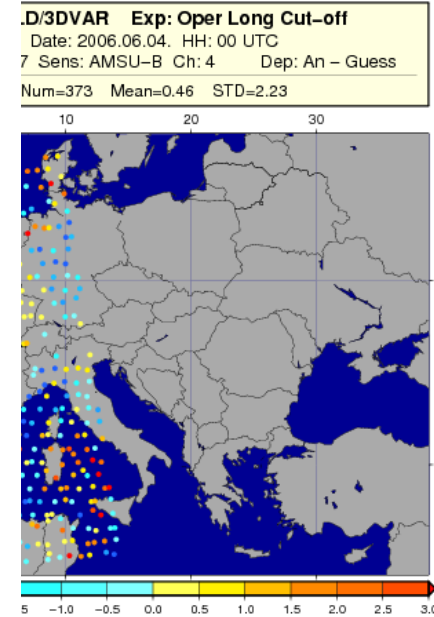 .D/3DVAR Exp: Oper Long Cut-off
Date: 2006.06.04. HH: 00 UTC
7 Sens: AMSU-B Ch: 4 Dep: An - Guess
Num=373 Mean=0.46 STD=2.23
10 20 30
5 -1.0 -0.5 0.0 0.5 1.0 1.5 2.0 2.5 3.0